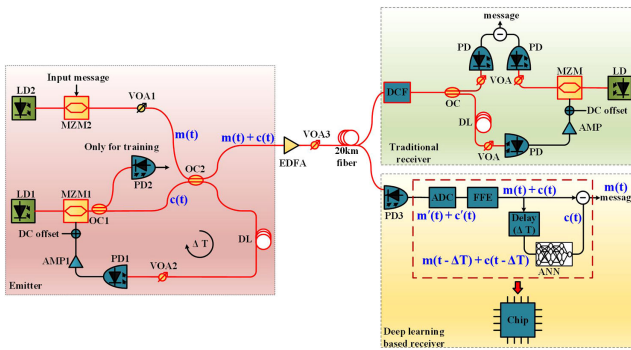 LD2
Input message
MZM2
VOA1
m(t)
Only for training
PD2
LD1
MZM1
OC1
c(t)
OC2
m(t) + c(t)
DC offset
AMP1
PD1
VOA2
Δ T
DL
Emitter
EDFA
VOA3
20km
fiber
message
−
PD
PD
DCF
OC
VOA
MZM
LD
DL
DC offset
AMP
VOA
PD
Traditional
receiver
PD3
ADC
FFE
m(t) + c(t)
−
m(t)
message
m′(t) + c′(t)
Delay
(Δ T)
c(t)
ANN
m(t - ΔT) + c(t - ΔT)
Chip
Deep learning
based receiver